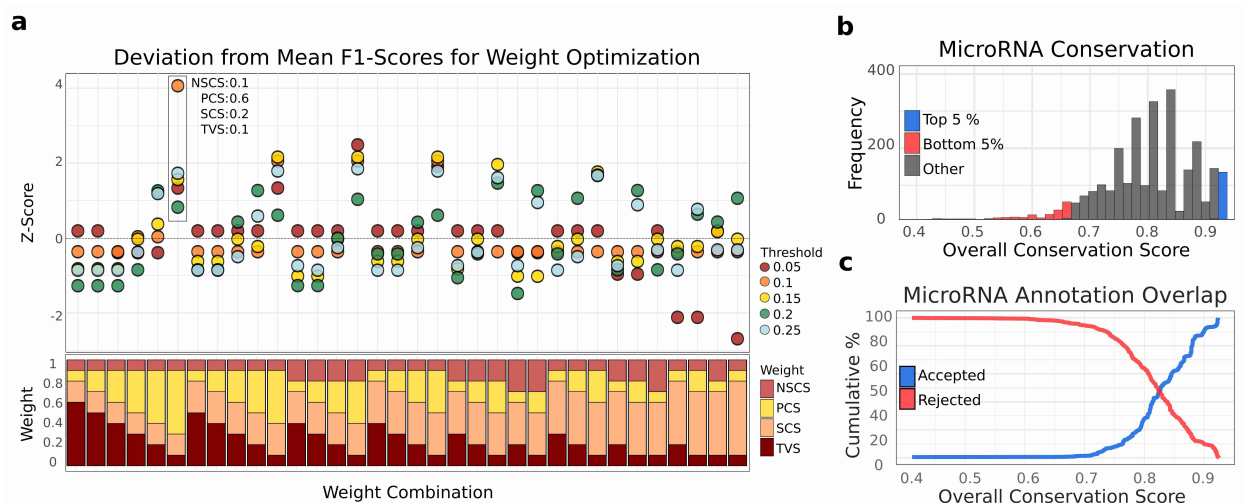 a
Deviation from Mean F1-Scores for Weight Optimization
4
2
0
-2
Z-Score
NSCS:0.1
PCS:0.6
SCS:0.2
TVS:0.1
Threshold
0.05
0.1
0.15
0.2
0.25
1
0.8
0.6
0.4
0.2
0
Weight
Weight Combination
Weight
NSCS
PCS
SCS
TVS
b
MicroRNA Conservation
400
200
0
Frequency
Top 5 %
Bottom 5%
Other
0.4 0.5 0.6 0.7 0.8 0.9
Overall Conservation Score
c
MicroRNA Annotation Overlap
100
80
60
50
40
20
0
Cumulative %
Accepted
Rejected
0.4 0.5 0.6 0.7 0.8 0.9
Overall Conservation Score